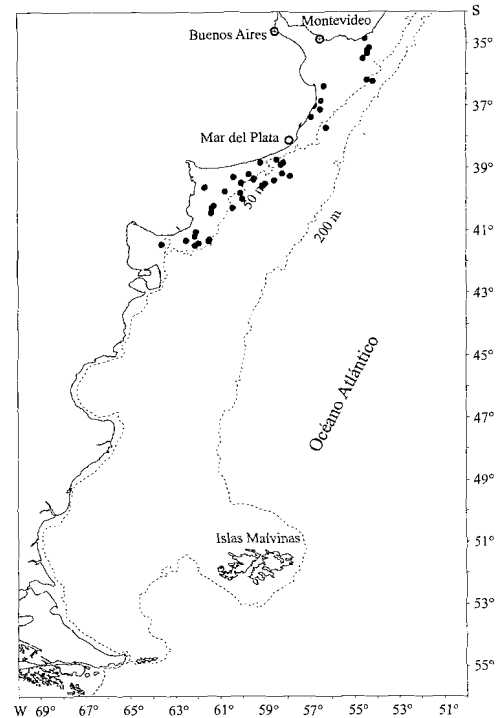 S
Montevideo
Buenos Aires
35°
37°
Mar del Plata
39°
50 m
41°
200 m
43°
45°
Océano Atlántico
47°
49°
Islas Malvinas
51°
53°
55°
W 69° 67° 65° 63° 61° 59° 57° 55° 53° 51°